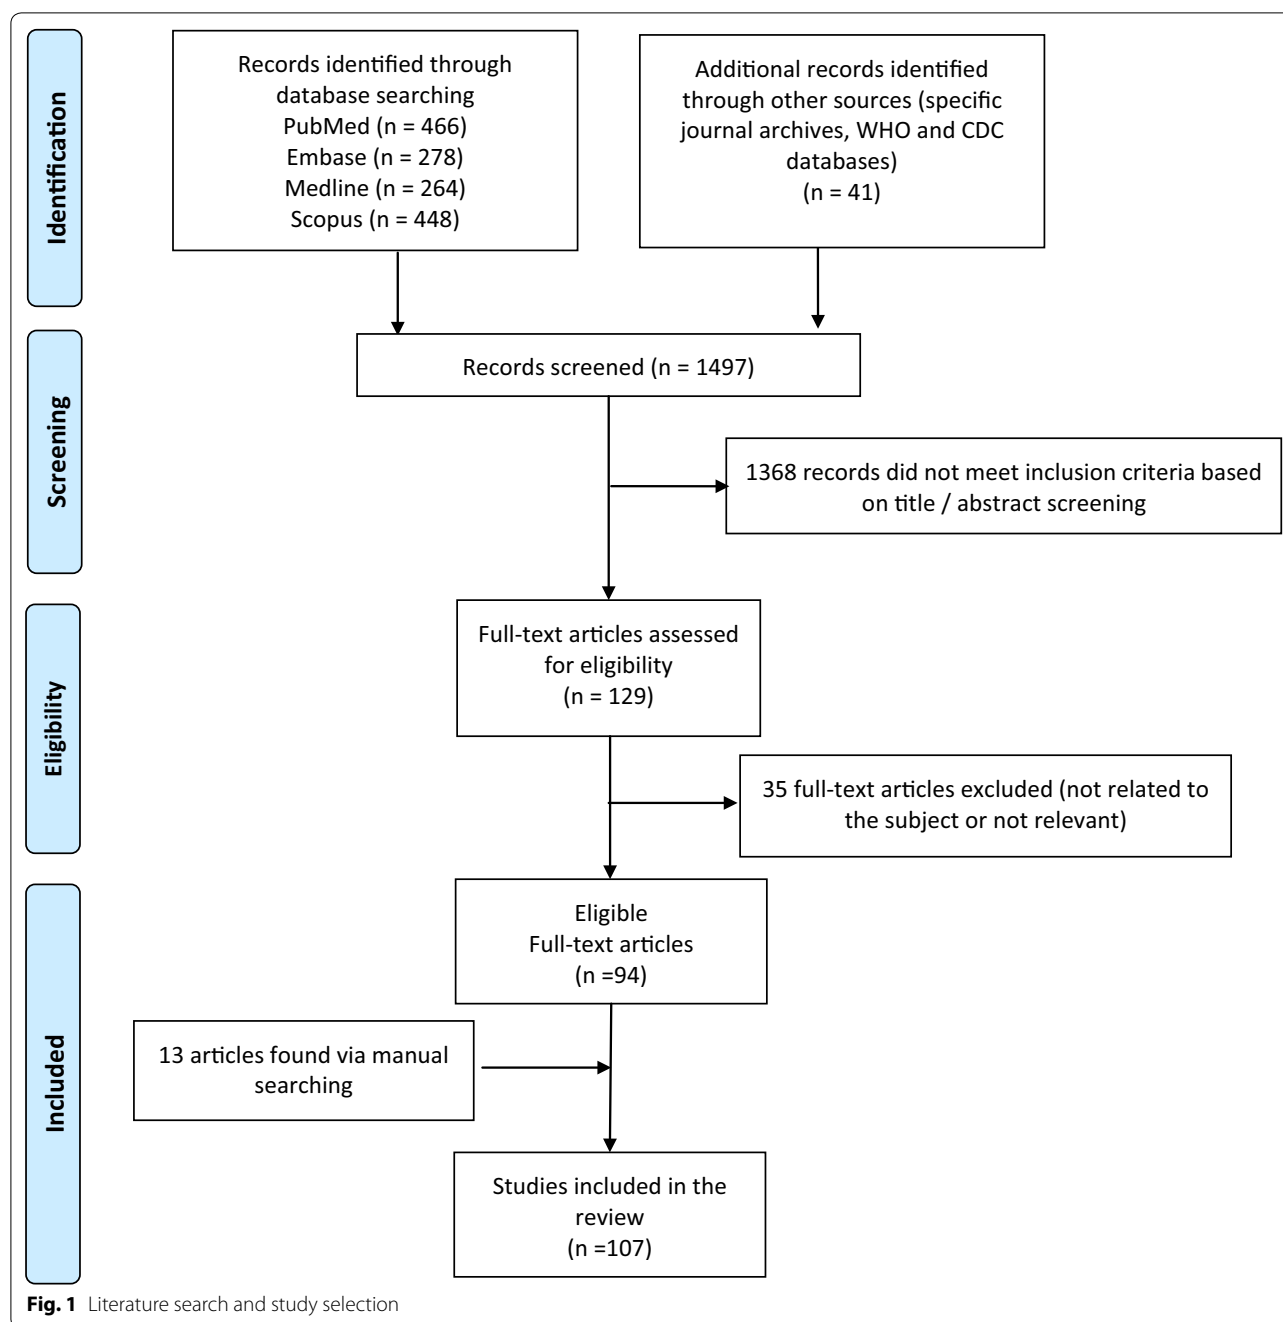 Identification
Records identified through
database searching
PubMed (n = 466)
Embase (n = 278)
Medline (n = 264)
Scopus (n = 448)
Additional records identified
through other sources (specific
journal archives, WHO and CDC
databases)
(n = 41)
Screening
Records screened (n = 1497)
1368 records did not meet inclusion criteria based
on title / abstract screening
Eligibility
Full-text articles assessed
for eligibility
(n = 129)
35 full-text articles excluded (not related to
the subject or not relevant)
Included
Eligible
Full-text articles
(n =94)
13 articles found via manual
searching
Studies included in the
review
(n =107)
Fig. 1 Literature search and study selection